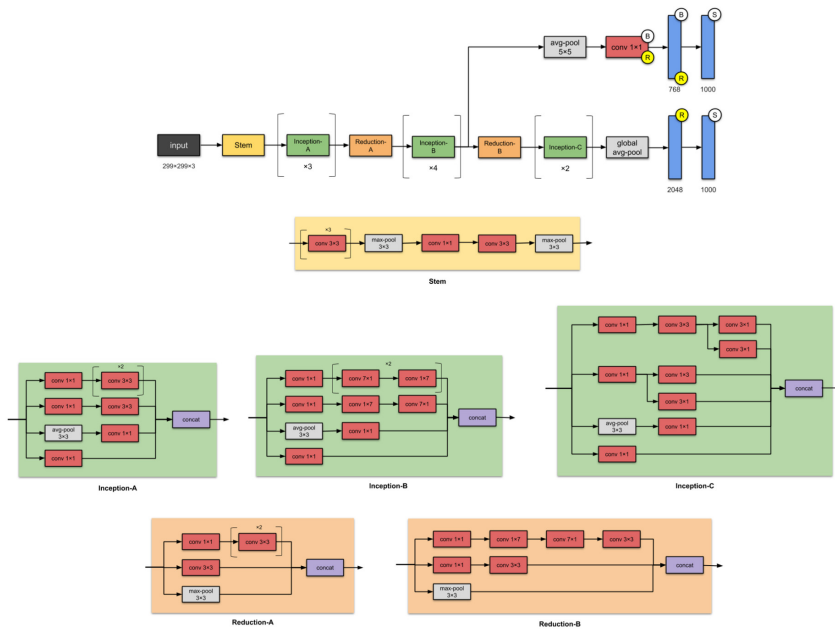 B
S
avg-pool
5×5
conv 1×1
R
R
768
1000
R
S
input
Stem
Inception-
A
Reduction-
A
Inception-
B
Reduction-
B
Inception-C
global
avg-pool
299×299×3
×3
×4
×2
2048
1000
×3
conv 3×3
max-pool
3×3
conv 1×1
conv 3×3
max-pool
3×3
Stem
×2
conv 1×1
conv 3×3
conv 1×1
conv 3×3
concat
avg-pool
3×3
conv 1×1
conv 1×1
Inception-A
×2
conv 1×1
conv 7×1
conv 1×7
conv 1×1
conv 1×7
conv 7×1
concat
avg-pool
3×3
conv 1×1
conv 1×1
Inception-B
conv 1×1
conv 3×3
conv 3×1
conv 3×1
conv 1×1
conv 1×3
concat
conv 3×1
avg-pool
3×3
conv 1×1
conv 1×1
Inception-C
×2
conv 1×1
conv 3×3
conv 3×3
concat
max-pool
3×3
Reduction-A
conv 1×1
conv 1×7
conv 7×1
conv 3×3
conv 1×1
conv 3×3
concat
max-pool
3×3
Reduction-B